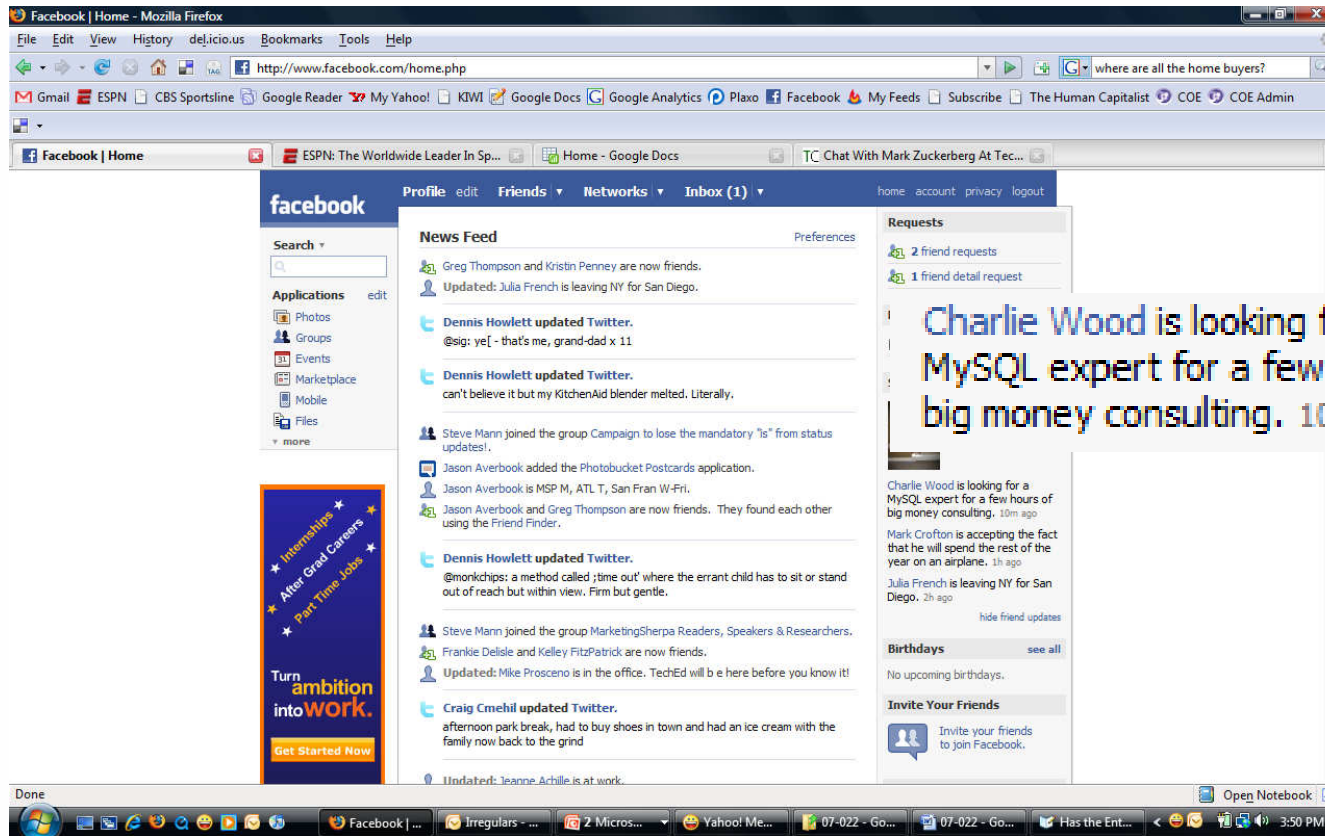 Facebook | Home - Mozilla Firefox
File Edit View History del.icio.us Bookmarks Tools Help
TAG http://www.facebook.com/home.php G where are all the home buyers?
Gmail ESPN CBS Sportsline Google Reader My Yahoo! KIWI Google Docs Google Analytics Plaxo Facebook My Feeds Subscribe The Human Capitalist COE COE Admin
Facebook | Home ESPN: The Worldwide Leader In Sp... Home - Google Docs TC Chat With Mark Zuckerberg At Tec...
facebook
Profile edit Friends Networks Inbox (1) home account privacy logout
Search
Applications edit
Photos
Groups
31 Events
Marketplace
Mobile
Files
more
Internships
After Grad Careers
Part Time Jobs
Turn
ambition
into work.
Get Started Now
News Feed Preferences
Greg Thompson and Kristin Penney are now friends.
Updated: Julia French is leaving NY for San Diego.
Dennis Howlett updated Twitter.
@sig: ye[ - that's me, grand-dad x 11
Dennis Howlett updated Twitter.
can't believe it but my KitchenAid blender melted. Literally.
Steve Mann joined the group Campaign to lose the mandatory "is" from status
updates!.
Jason Averbook added the Photobucket Postcards application.
Jason Averbook is MSP M, ATL T, San Fran W-Fri.
Jason Averbook and Greg Thompson are now friends. They found each other
using the Friend Finder.
Dennis Howlett updated Twitter.
@monkchips: a method called ;time out' where the errant child has to sit or stand
out of reach but within view. Firm but gentle.
Steve Mann joined the group MarketingSherpa Readers, Speakers & Researchers.
Frankie Delisle and Kelley FitzPatrick are now friends.
Updated: Mike Prosceno is in the office. TechEd will b e here before you know it!
Craig Cmehil updated Twitter.
afternoon park break, had to buy shoes in town and had an ice cream with the
family now back to the grind
Updated: Jeanne Achille is at work.
Requests
2 friend requests
1 friend detail request
Charlie Wood is looking f
MySQL expert for a few
big money consulting. 10
Charlie Wood is looking for a
MySQL expert for a few hours of
big money consulting. 10m ago
Mark Crofton is accepting the fact
that he will spend the rest of the
year on an airplane. 1h ago
Julia French is leaving NY for San
Diego. 2h ago
hide friend updates
Birthdays see all
No upcoming birthdays.
Invite Your Friends
Invite your friends
to join Facebook.
Done Open Notebook
Facebook | ... Irregulars - ... 2 Micros... Yahoo! Me... 07-022 - Go... 07-022 - Go... Has the Ent... 3:50 PM